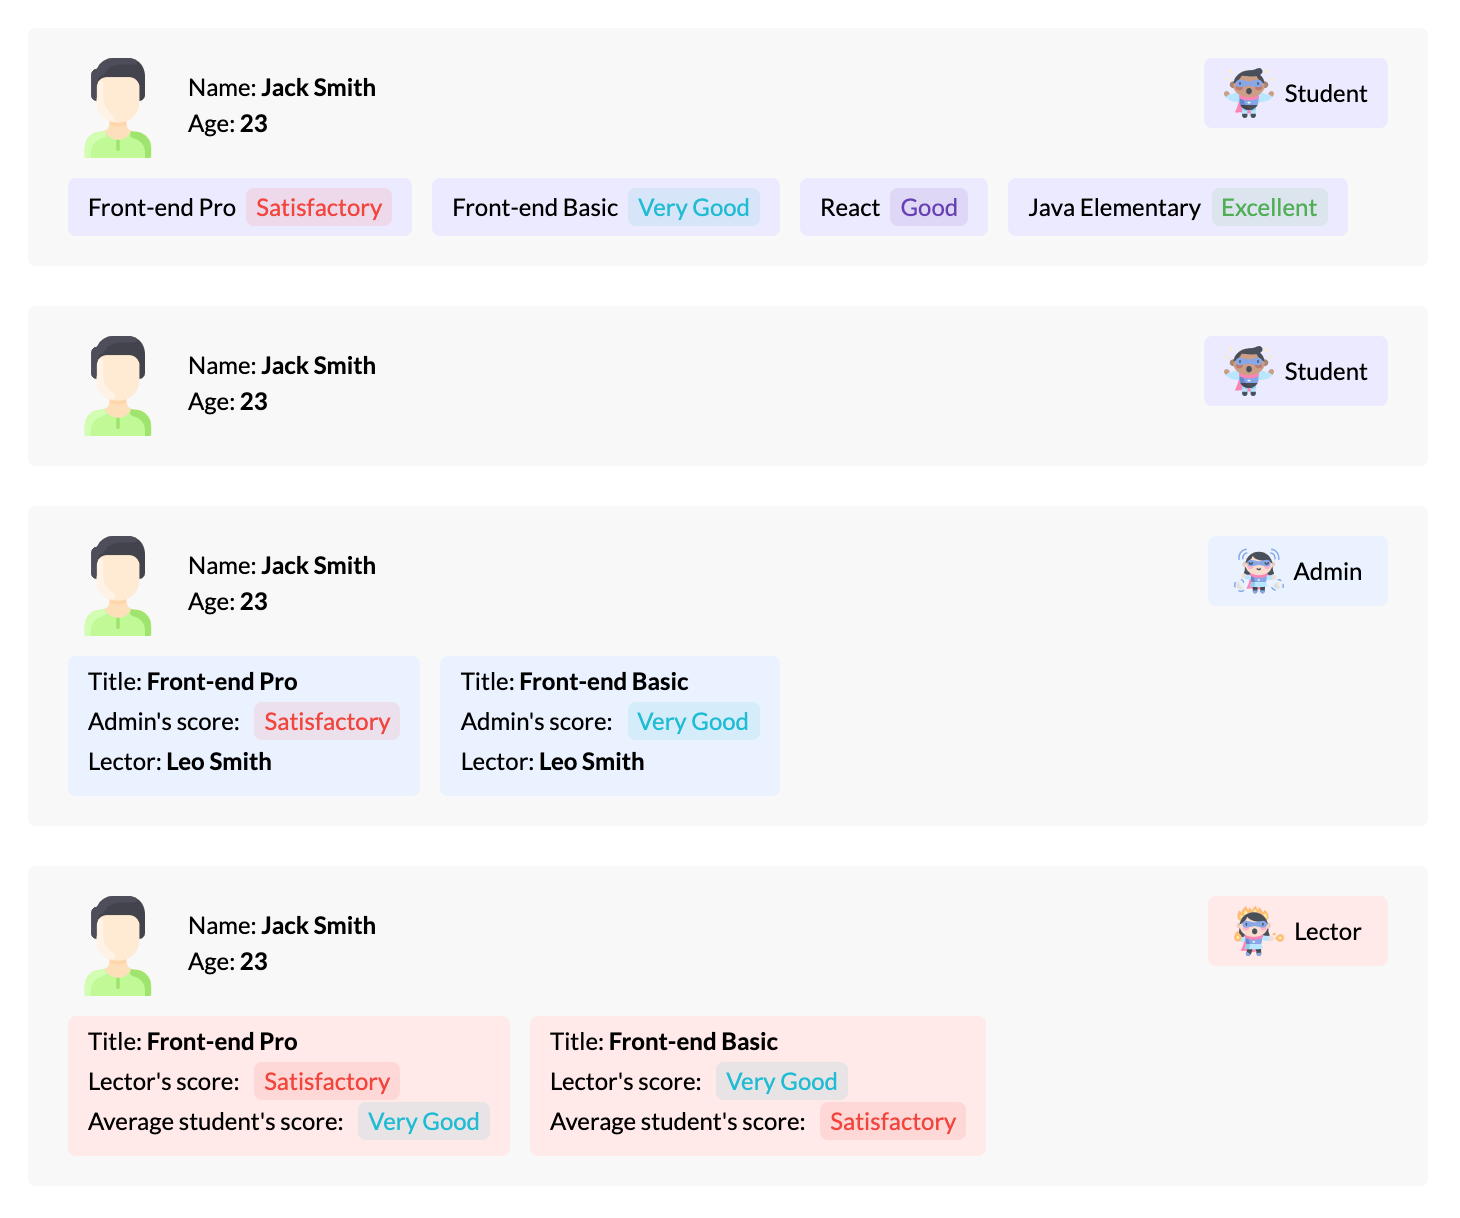 Name: Jack Smith
Age: 23
Student
Front-end Pro Satisfactory
Front-end Basic Very Good
React Good
Java Elementary Excellent
Name: Jack Smith
Age: 23
Student
Name: Jack Smith
Age: 23
Admin
Title: Front-end Pro
Admin's score: Satisfactory
Lector: Leo Smith
Title: Front-end Basic
Admin's score: Very Good
Lector: Leo Smith
Name: Jack Smith
Age: 23
Lector
Title: Front-end Pro
Lector's score: Satisfactory
Average student's score: Very Good
Title: Front-end Basic
Lector's score: Very Good
Average student's score: Satisfactory